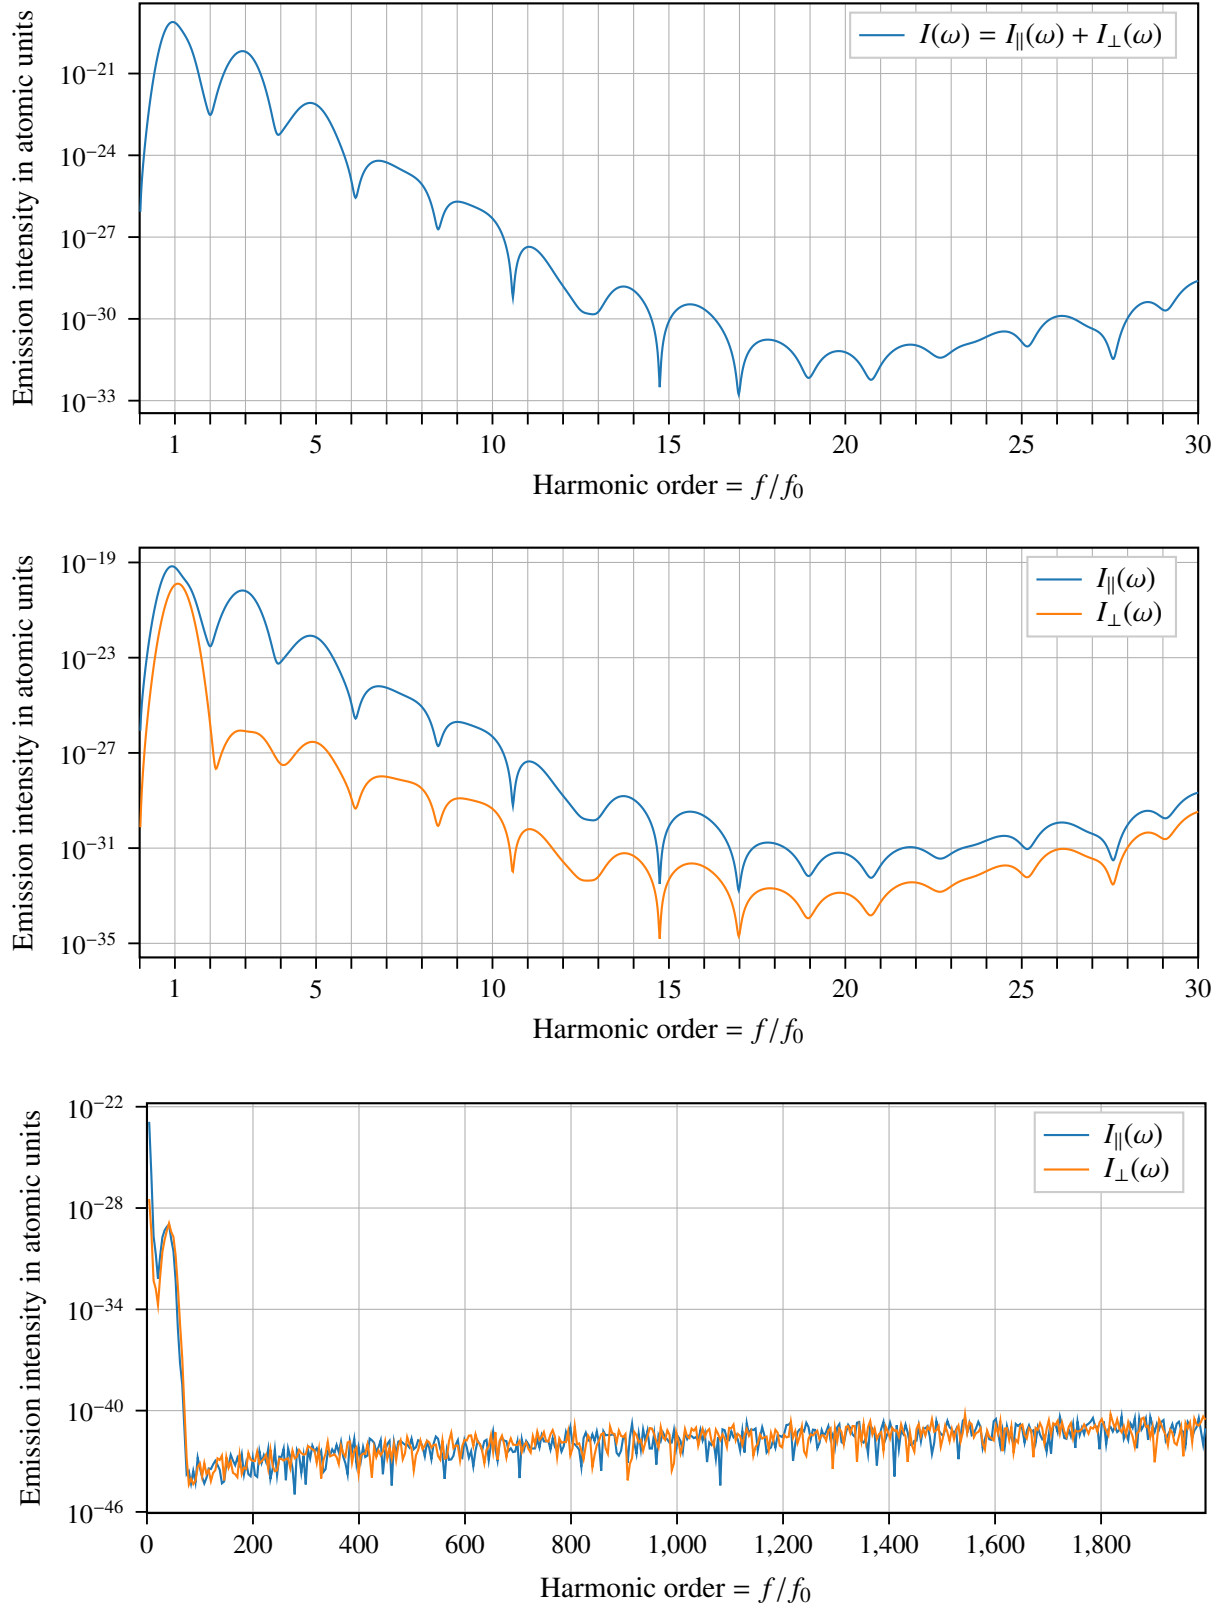 Emission intensity in atomic units
I(ω) = I∥(ω) + I⊥(ω)
10⁻²¹
10⁻²⁴
10⁻²⁷
10⁻³⁰
10⁻³³
1 5 10 15 20 25 30
Harmonic order = f/f₀
Emission intensity in atomic units
I∥(ω)
I⊥(ω)
10⁻¹⁹
10⁻²³
10⁻²⁷
10⁻³¹
10⁻³⁵
1 5 10 15 20 25 30
Harmonic order = f/f₀
Emission intensity in atomic units
I∥(ω)
I⊥(ω)
10⁻²²
10⁻²⁸
10⁻³⁴
10⁻⁴⁰
10⁻⁴⁶
0 200 400 600 800 1,000 1,200 1,400 1,600 1,800
Harmonic order = f/f₀